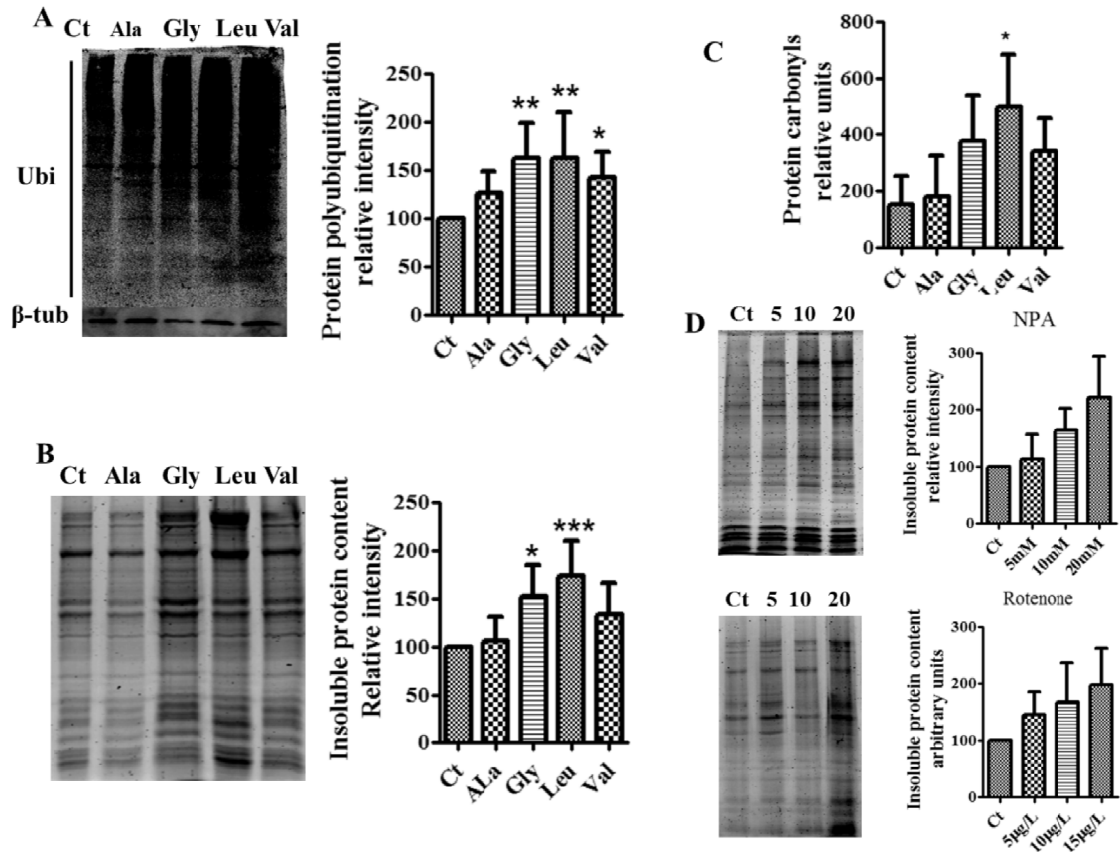 A
Ct Ala Gly Leu Val
Ubi
β-tub
Protein polyubiquitination
relative intensity
250
200
150
100
50
** ** *
Ct Ala Gly Leu Val
C
Protein carbonyls
relative units
800
600
400
200
0
*
Ct Ala Gly Leu Val
B
Ct Ala Gly Leu Val
Insoluble protein content
Relative intensity
250
200
150
100
50
0
* ***
Ct ALa Gly Leu Val
D
Ct 5 10 20
NPA
Insoluble protein content
relative intensity
300
200
100
0
Ct 5mM 10mM 20mM
Ct 5 10 20
Rotenone
Insoluble protein content
arbitrary units
300
200
100
0
Ct 5µg/L 10µg/L 15µg/L